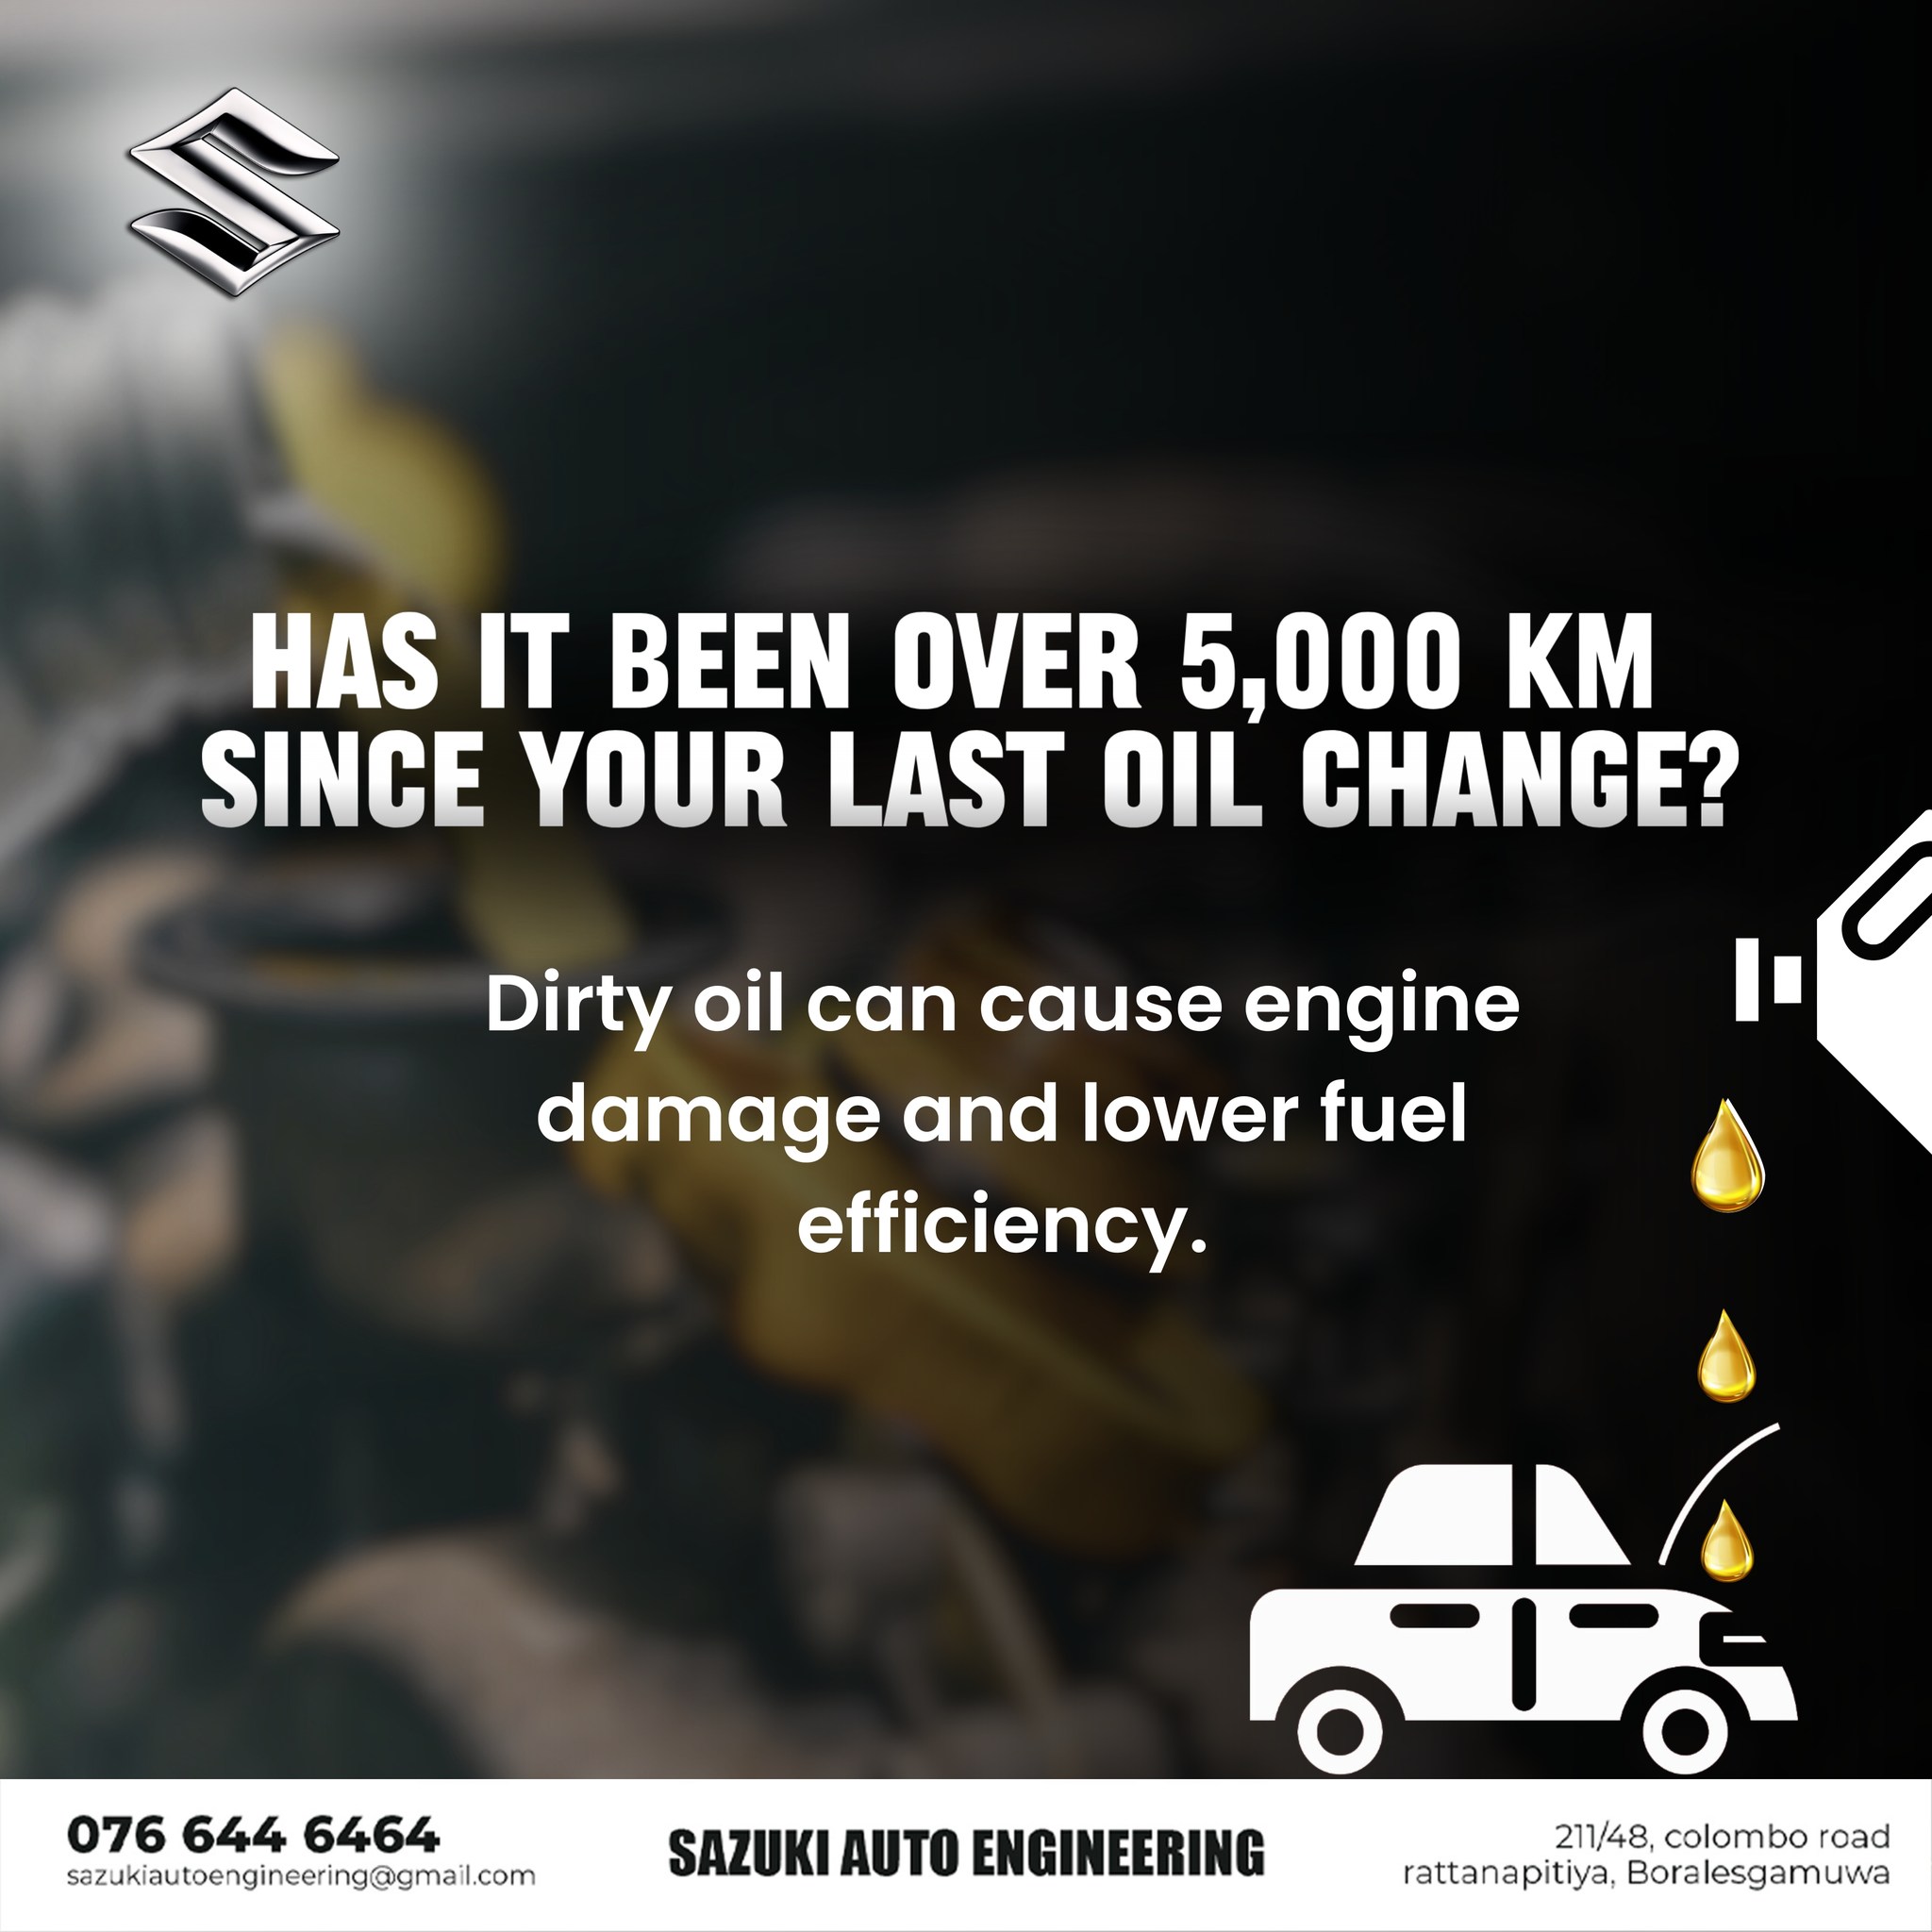 HAS IT BEEN OVER 5,000 KM
SINCE YOUR LAST OIL CHANGE?
Dirty oil can cause engine
damage and lower fuel
efficiency.
076 644 6464
sazukiautoengineering@gmail.com
SAZUKI AUTO ENGINEERING
211/48, colombo road
rattanapitiya, Boralesgamuwa